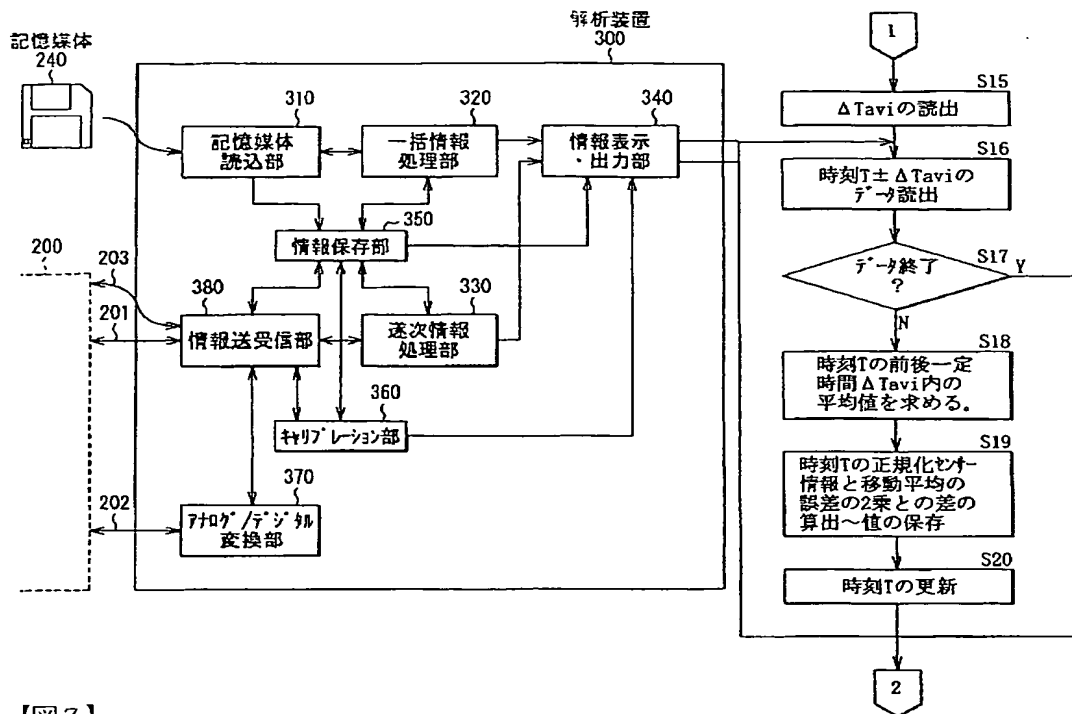 記憶媒体
240
解析装置
300
310
記憶媒体
読込部
320
一括情報
処理部
340
情報表示
・出力部
350
情報保存部
200
203
201
202
380
情報送受信部
330
逐次情報
処理部
360
キャリブレーション部
370
アナログ/デジタル
変換部
1
S15
ΔTaviの読出
S16
時刻T±ΔTaviの
データ読出
S17
データ終了
?
Y
N
S18
時刻Tの前後一定
時間ΔTavi内の
平均値を求める。
S19
時刻Tの正規化センサー
情報と移動平均の
誤差の2乗との差の
算出~値の保存
S20
時刻Tの更新
2
【図7】